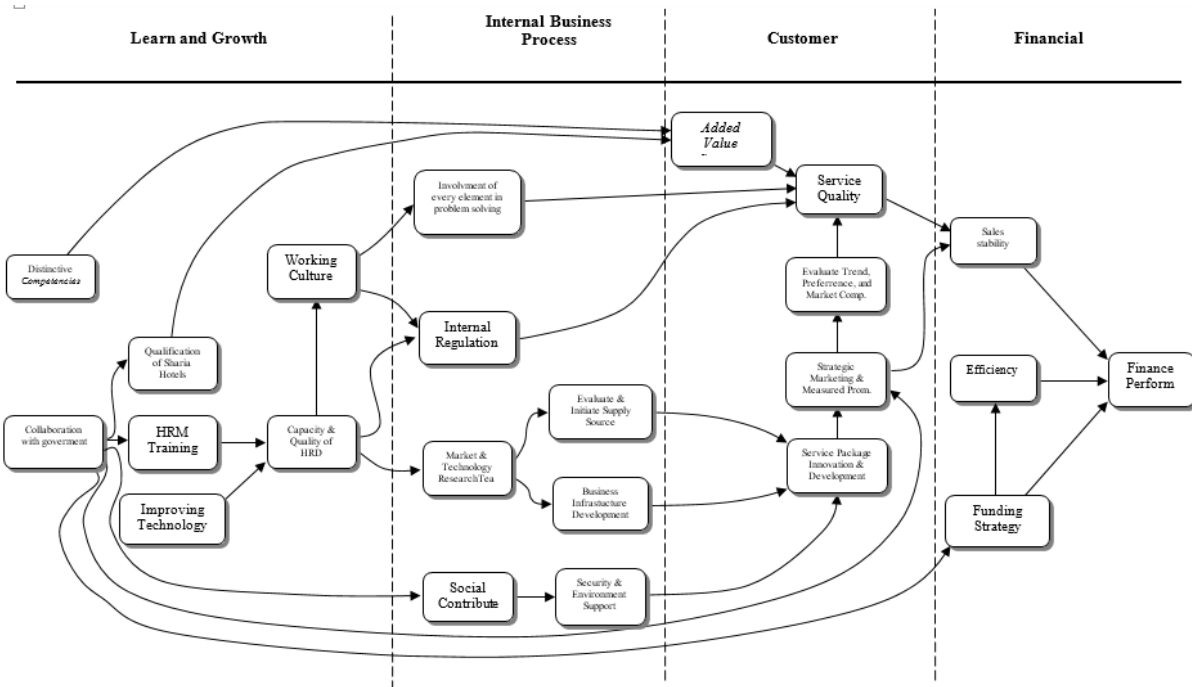 Learn and Growth
Internal Business
Process
Customer
Financial
Added
Value
Involvment of
every element in
problem solving
Service
Quality
Sales
stability
Distinctive
Competencies
Working
Culture
Evaluate Trend,
Preferrence, and
Market Comp.
Internal
Regulation
Qualification
of Sharia
Hotels
Strategic
Marketing &
Measured Prom.
Efficiency
Finance
Perform
Evaluate &
Initiate Supply
Source
Collaboration
with goverment
HRM
Training
Capacity &
Quality of
HRD
Market &
Technology
ResearchTea
Service Package
Innovation &
Development
Improving
Technology
Business
Infrastucture
Development
Funding
Strategy
Social
Contribute
Security &
Environment
Support